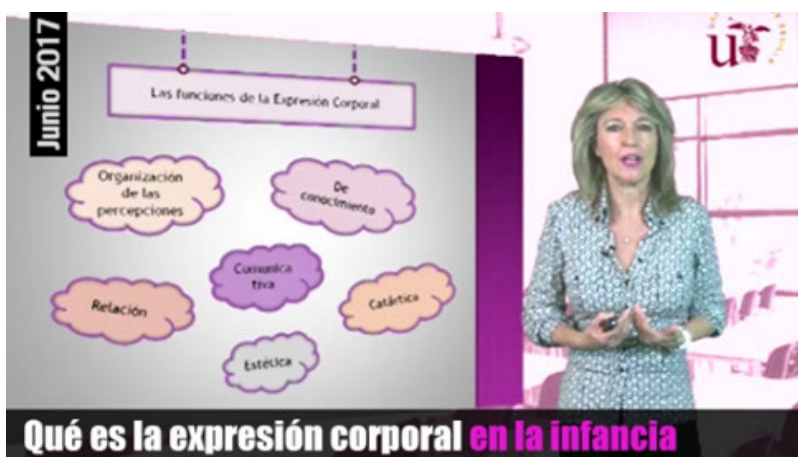 Junio 2017
Las funciones de la Expresión Corporal
Organización
de las
percepciones
De
conocimiento
Comunica
tiva
Relación
Catártica
Estética
Qué es la expresión corporal en la infancia